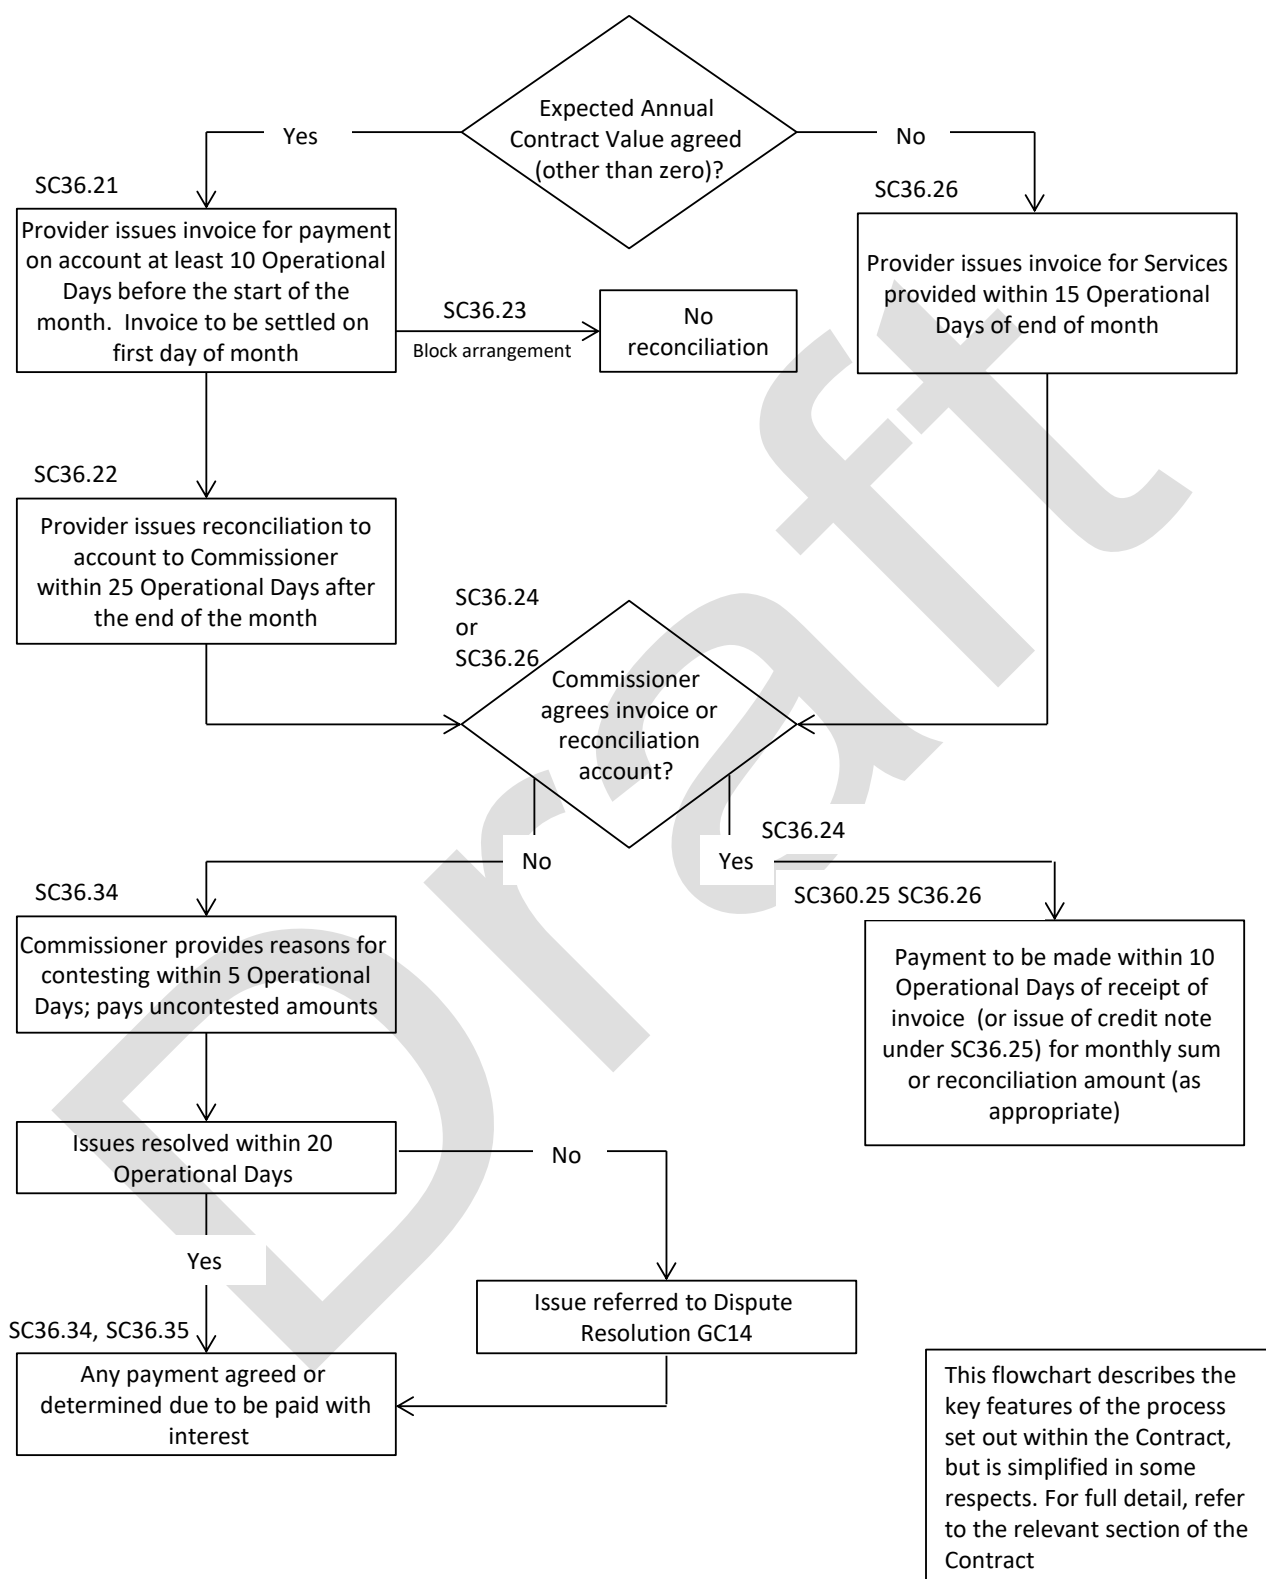 Expected Annual
Contract Value agreed
(other than zero)?
Yes
No
SC36.21
SC36.26
Provider issues invoice for payment
on account at least 10 Operational
Days before the start of the
month.  Invoice to be settled on
first day of month
SC36.23
Block arrangement
No
reconciliation
Provider issues invoice for Services
provided within 15 Operational
Days of end of month
SC36.22
Provider issues reconciliation to
account to Commissioner
within 25 Operational Days after
the end of the month
SC36.24
or
SC36.26
Commissioner
agrees invoice or
reconciliation
account?
No
Yes
SC36.24
SC36.34
SC360.25 SC36.26
Commissioner provides reasons for
contesting within 5 Operational
Days; pays uncontested amounts
Payment to be made within 10
Operational Days of receipt of
invoice  (or issue of credit note
under SC36.25) for monthly sum
or reconciliation amount (as
appropriate)
Issues resolved within 20
Operational Days
No
Yes
Issue referred to Dispute
Resolution GC14
SC36.34, SC36.35
Any payment agreed or
determined due to be paid with
interest
This flowchart describes the
key features of the process
set out within the Contract,
but is simplified in some
respects. For full detail, refer
to the relevant section of the
Contract
Draft